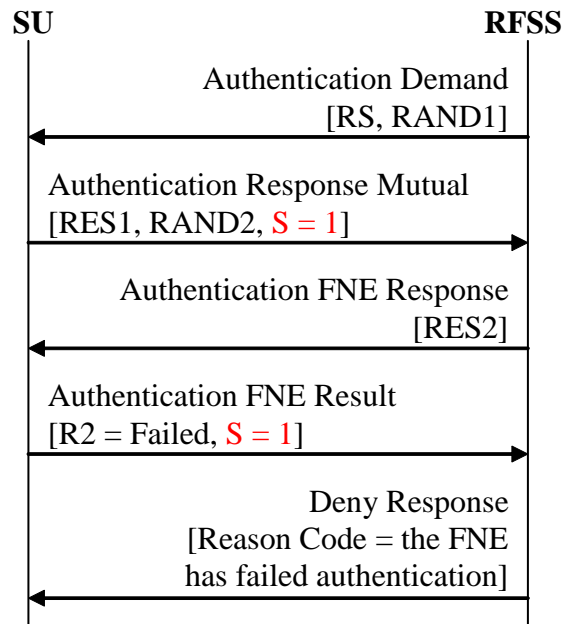 SU
RFSS
Authentication Demand
[RS, RAND1]
Authentication Response Mutual
[RES1, RAND2, S = 1]
Authentication FNE Response
[RES2]
Authentication FNE Result
[R2 = Failed, S = 1]
Deny Response
[Reason Code = the FNE
has failed authentication]